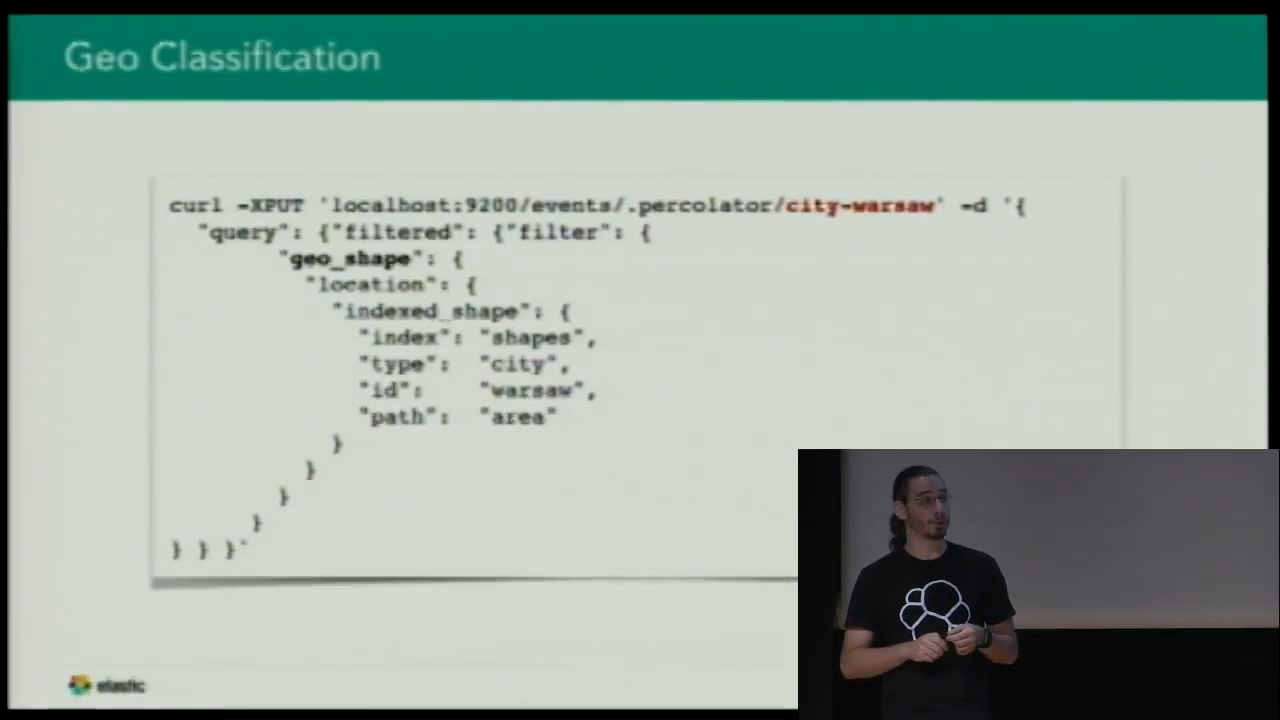 Geo Classification
curl -XPUT 'localhost:9200/events/.percolator/city-warsaw' -d '{
"query": {"filtered": {"filter": {
"geo_shape": {
"location": {
"indexed_shape": {
"index": "shapes",
"type": "city",
"id": "warsaw",
"path": "area"
}
}
}
}
} } }'
elastic